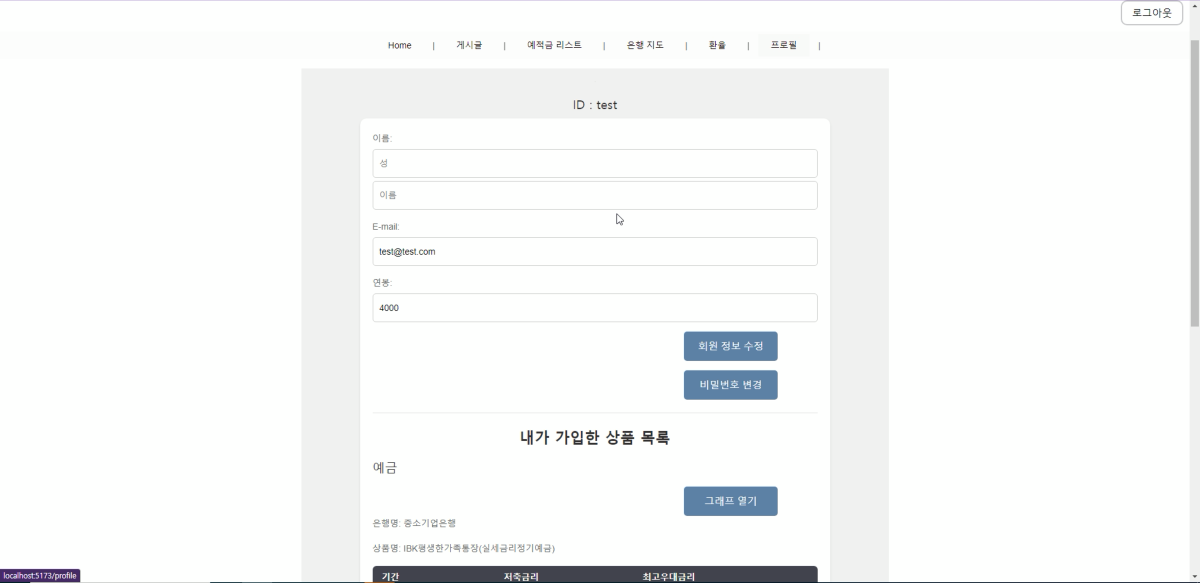 로그아웃
Home | 게시글 | 예적금 리스트 | 은행 지도 | 환율 | 프로필 |
ID : test
이름:
성
이름
E-mail:
test@test.com
연봉:
4000
회원 정보 수정
비밀번호 변경
내가 가입한 상품 목록
예금
그래프 열기
은행명: 중소기업은행
상품명: IBK평생한가족통장(실세금리정기예금)
기간 저축금리 최고우대금리
localhost:5173/profile